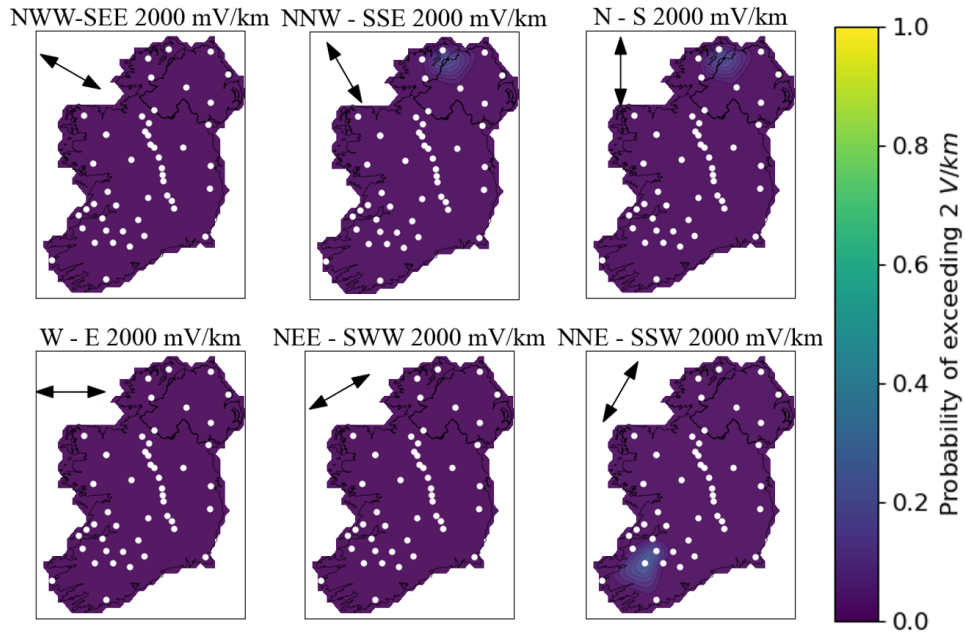 NWW-SEE 2000 mV/km
NNW - SSE 2000 mV/km
N - S 2000 mV/km
W - E 2000 mV/km
NEE - SWW 2000 mV/km
NNE - SSW 2000 mV/km
1.0
0.8
0.6
0.4
0.2
0.0
Probability of exceeding 2 V/km